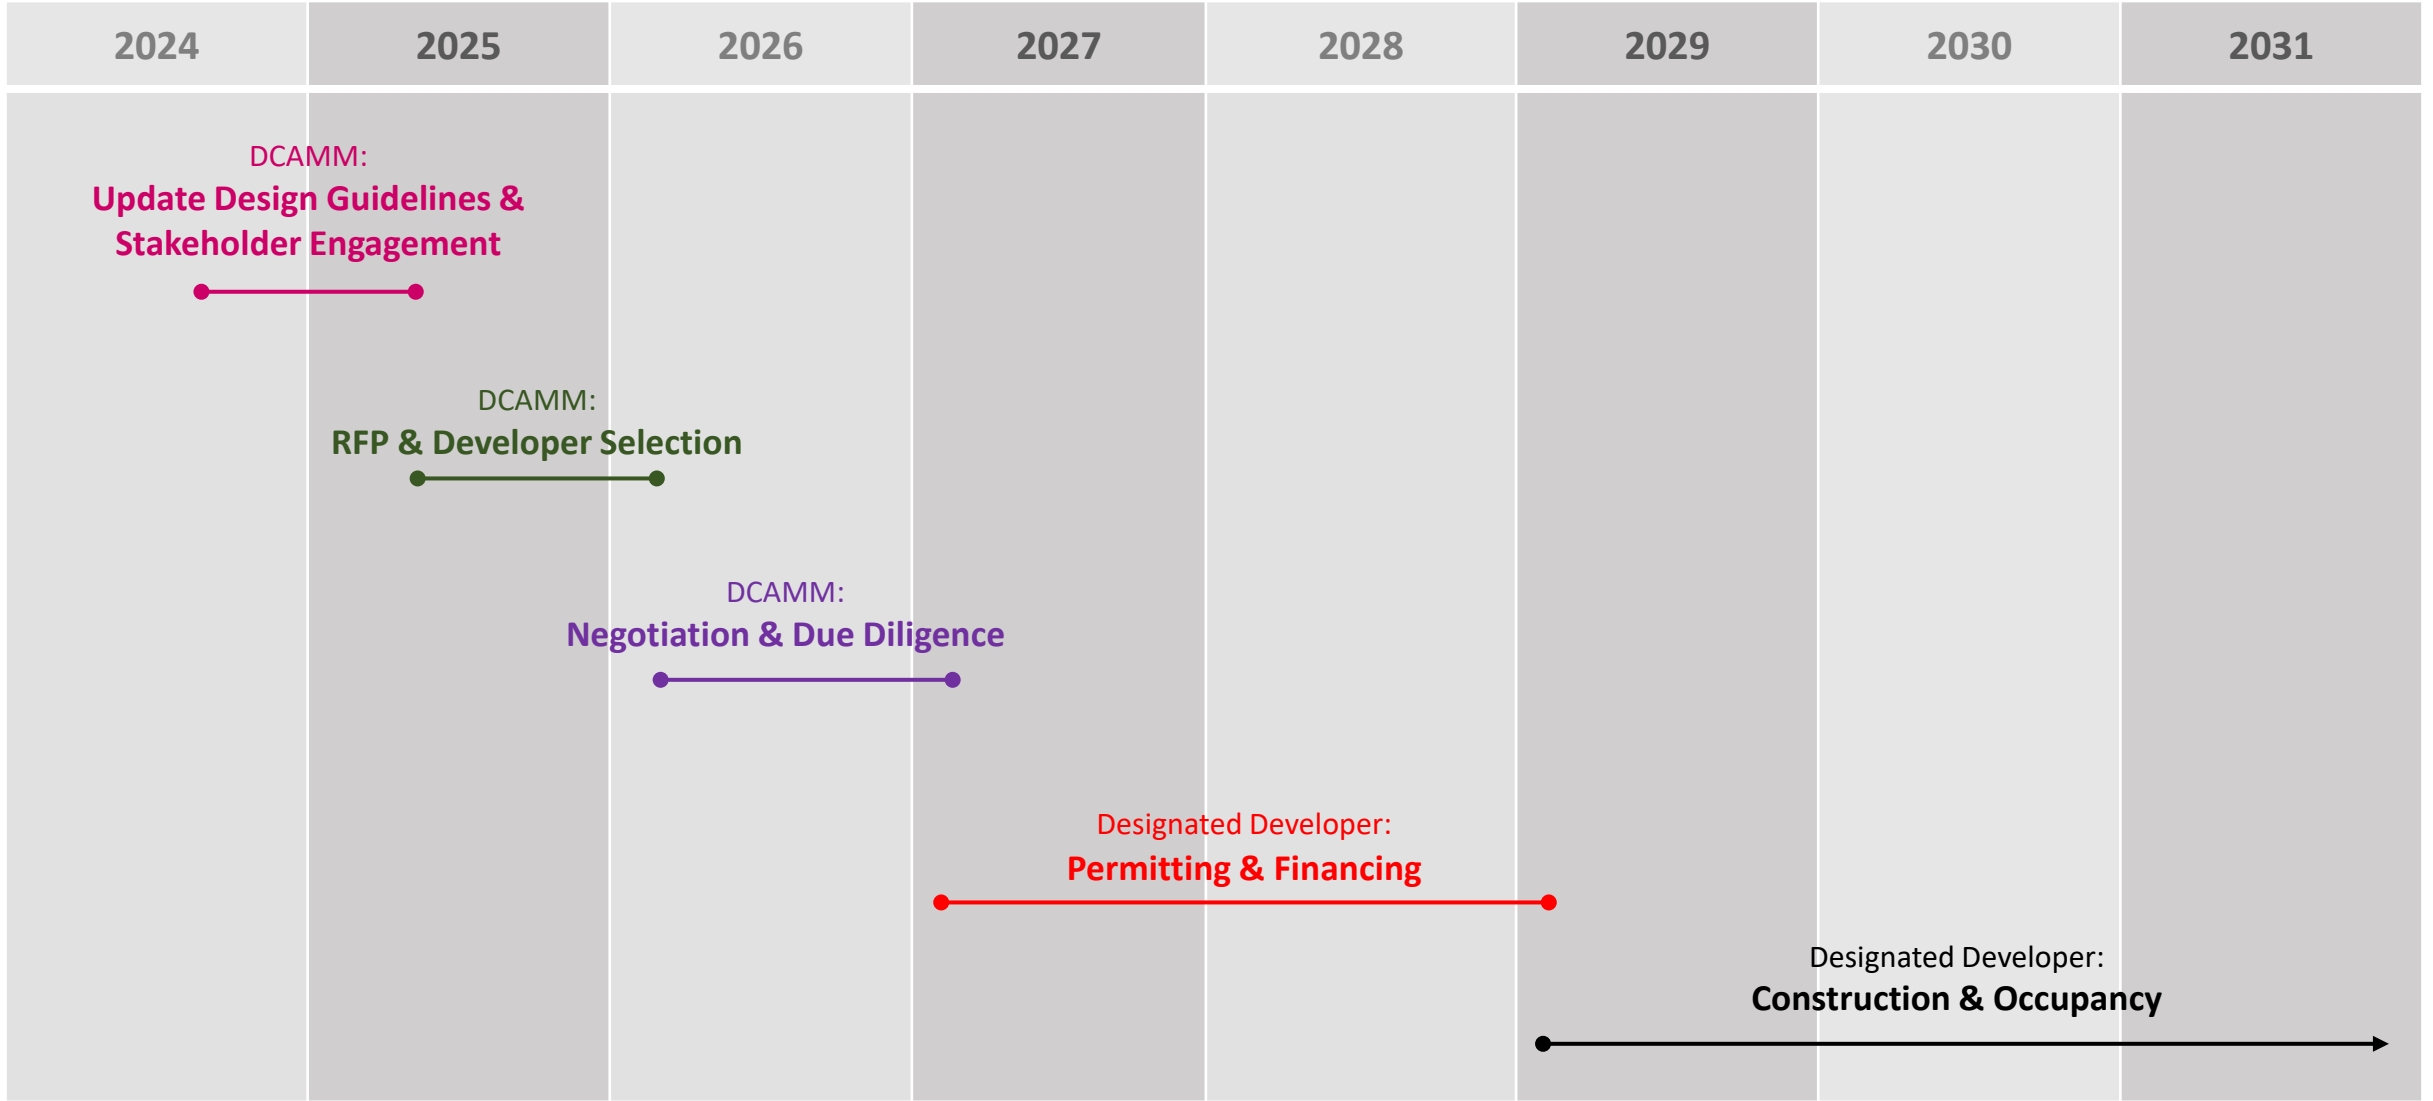 2024 2025 2026 2027 2028 2029 2030 2031
DCAMM:
Update Design Guidelines &
Stakeholder Engagement
DCAMM:
RFP & Developer Selection
DCAMM:
Negotiation & Due Diligence
Designated Developer:
Permitting & Financing
Designated Developer:
Construction & Occupancy